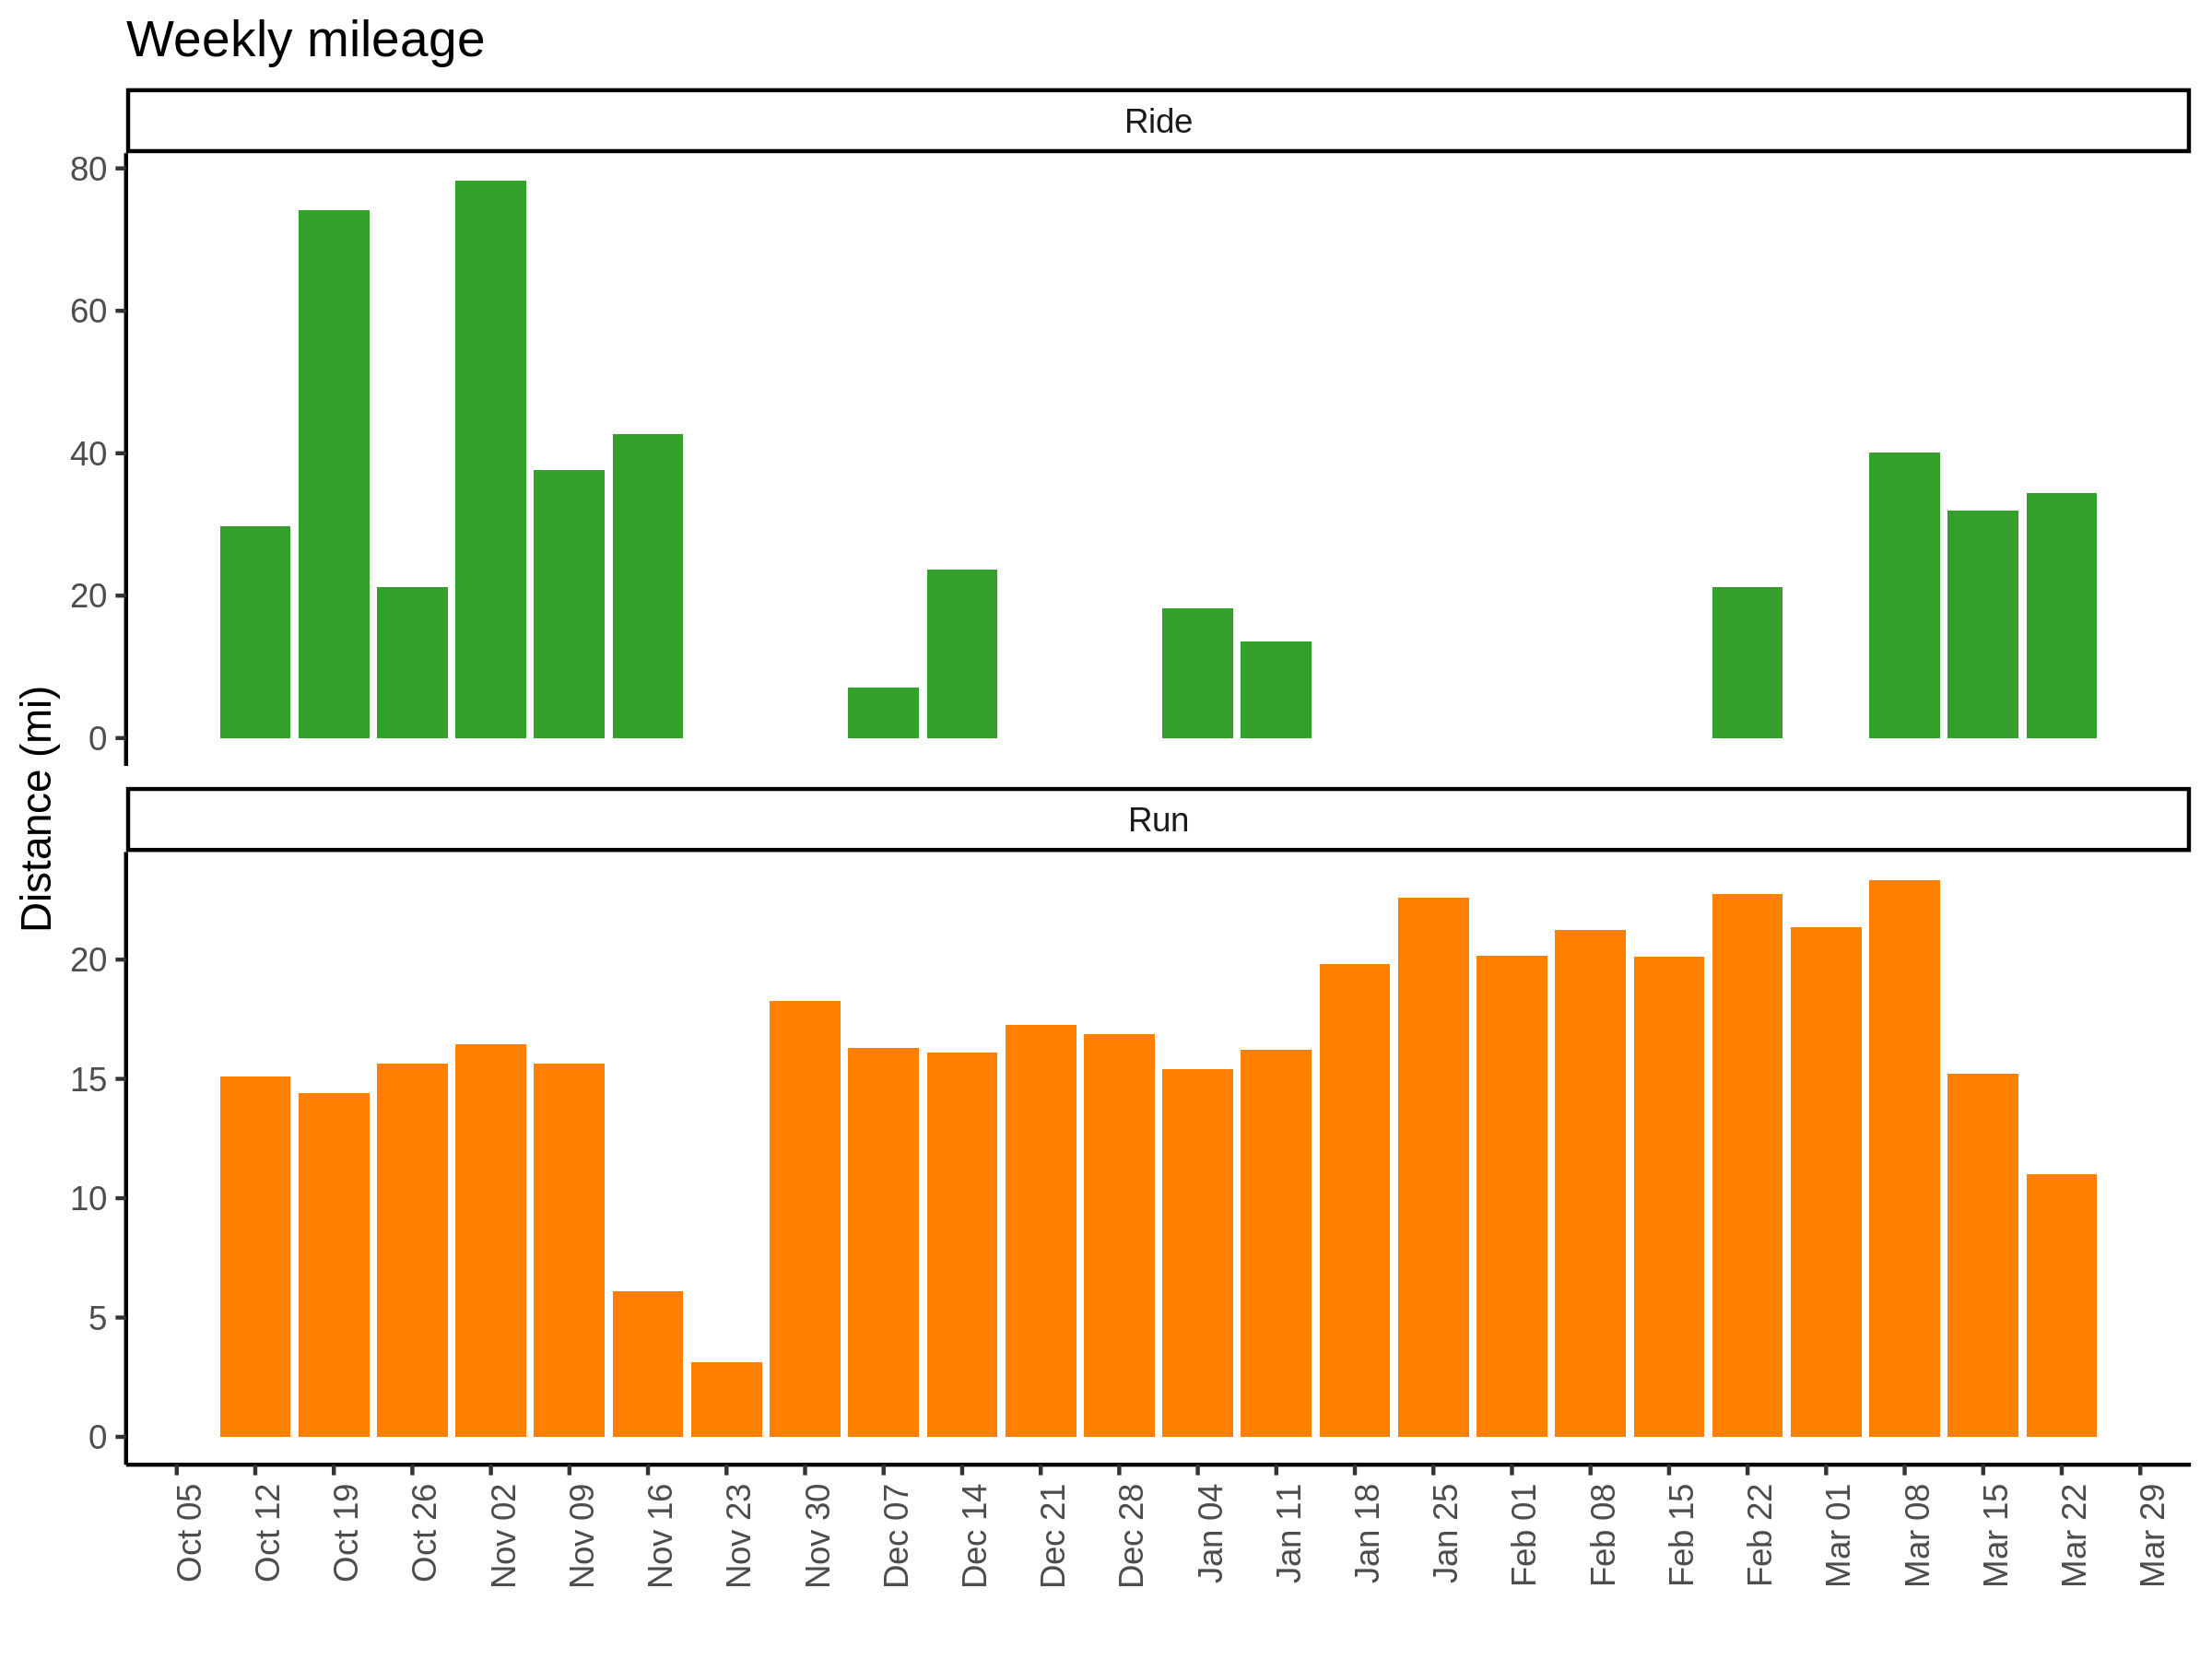 Weekly mileage
Ride
80
60
40
20
0
Distance (mi)
Run
20
15
10
5
0
Oct 05
Oct 12
Oct 19
Oct 26
Nov 02
Nov 09
Nov 16
Nov 23
Nov 30
Dec 07
Dec 14
Dec 21
Dec 28
Jan 04
Jan 11
Jan 18
Jan 25
Feb 01
Feb 08
Feb 15
Feb 22
Mar 01
Mar 08
Mar 15
Mar 22
Mar 29